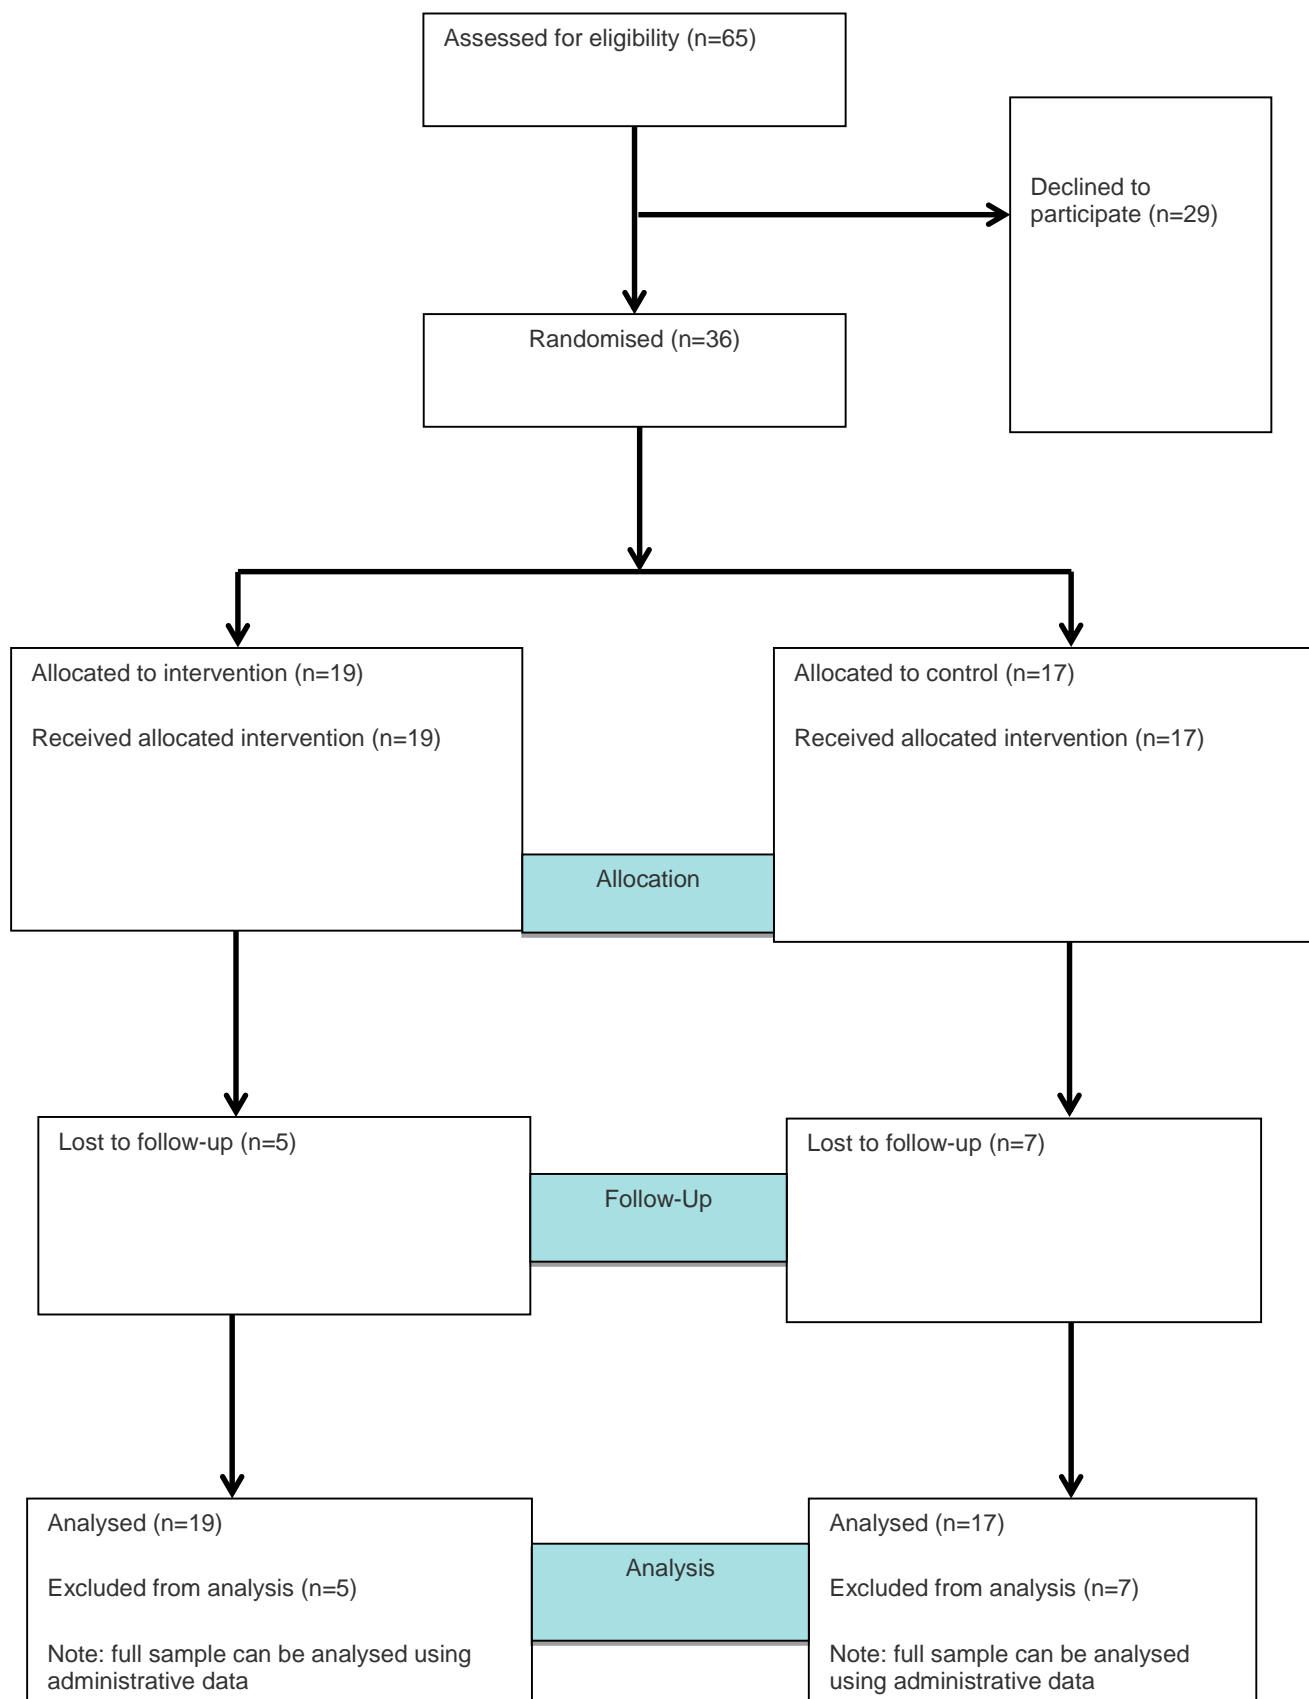 Assessed for eligibility (n=65)
Declined to
participate (n=29)
Randomised (n=36)
Allocated to intervention (n=19)
Received allocated intervention (n=19)
Allocated to control (n=17)
Received allocated intervention (n=17)
Allocation
Lost to follow-up (n=5)
Lost to follow-up (n=7)
Follow-Up
Analysed (n=19)
Excluded from analysis (n=5)
Note: full sample can be analysed using
administrative data
Analysis
Analysed (n=17)
Excluded from analysis (n=7)
Note: full sample can be analysed
using administrative data